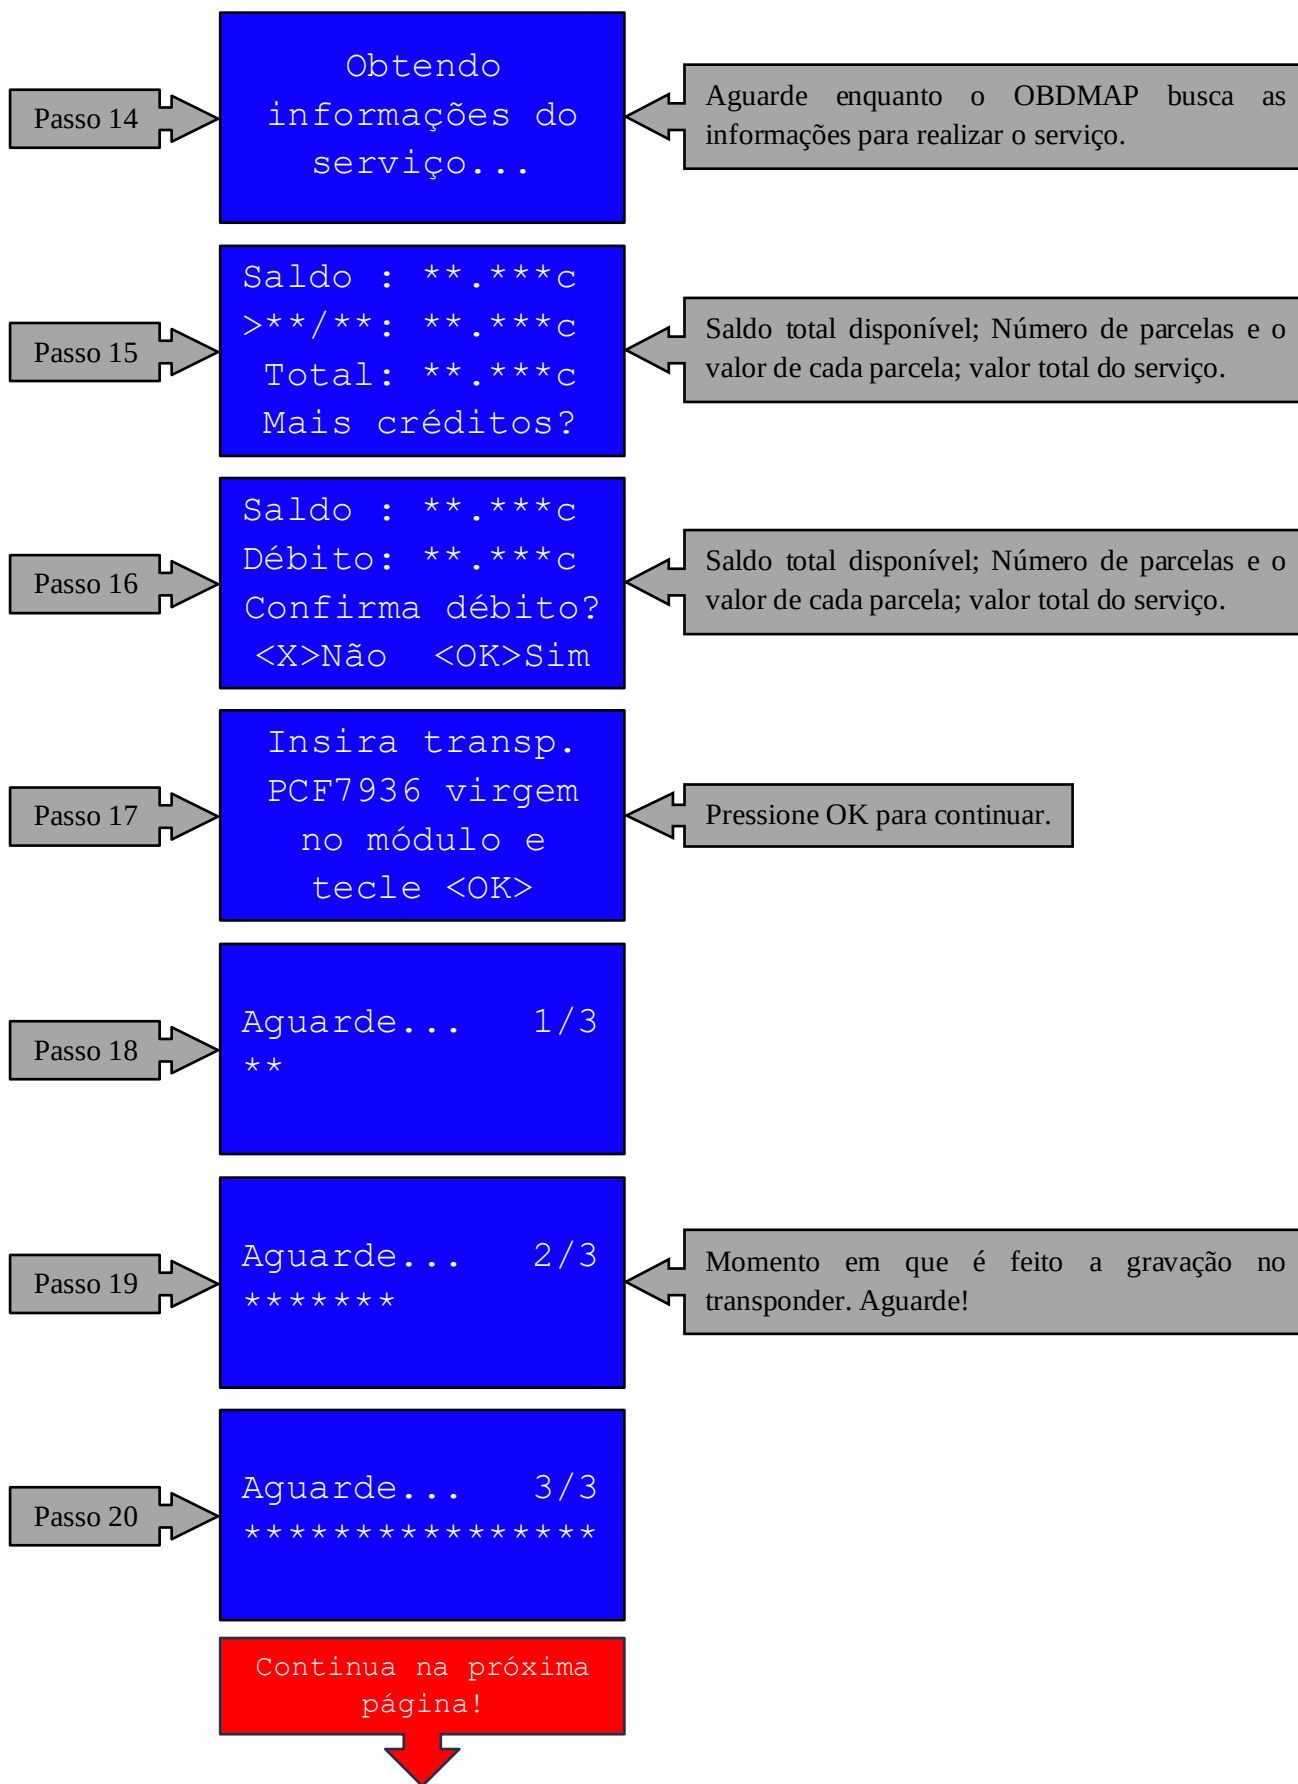 Passo 14
Obtendo
informações do
serviço...
Aguarde enquanto o OBDMAP busca as
informações para realizar o serviço.
Passo 15
Saldo : **.***c
>**/**: **.***c
Total: **.***c
Mais créditos?
Saldo total disponível; Número de parcelas e o
valor de cada parcela; valor total do serviço.
Passo 16
Saldo : **.***c
Débito: **.***c
Confirma débito?
<X>Não <OK>Sim
Saldo total disponível; Número de parcelas e o
valor de cada parcela; valor total do serviço.
Passo 17
Insira transp.
PCF7936 virgem
no módulo e
tecle <OK>
Pressione OK para continuar.
Passo 18
Aguarde... 1/3
**
Passo 19
Aguarde... 2/3
*******
Momento em que é feito a gravação no
transponder. Aguarde!
Passo 20
Aguarde... 3/3
****************
Continua na próxima
página!